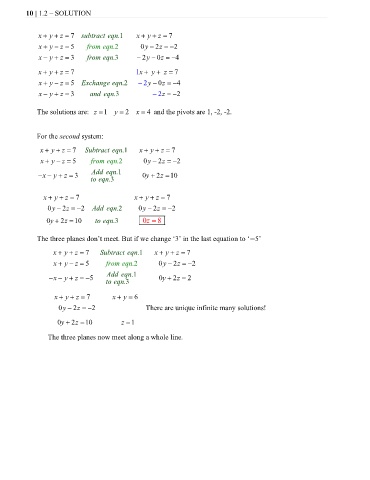 10 | 1.2 – SOLUTION
x + y + z = 7 subtract eqn.1 x + y + z = 7
x + y − z = 5 from eqn.2 0y − 2z = −2
x − y + z = 3 from eqn.3 − 2y − 0z = −4
x + y + z = 7 1x + y + z = 7
x + y − z = 5 Exchange eqn.2 − 2y − 0z = −4
x − y + z = 3 and eqn.3 − 2z = −2
The solutions are: z = 1 y = 2 x = 4 and the pivots are 1, -2, -2.
For the second system:
x + y + z = 7 Subtract eqn.1 x + y + z = 7
x + y − z = 5 from eqn.2 0y − 2z = −2
−x − y + z = 3 Add eqn.1 to eqn.3 0y + 2z = 10
x + y + z = 7 x + y + z = 7
0y − 2z = −2 Add eqn.2 0y − 2z = −2
0y + 2z = 10 to eqn.3 0z = 8
The three planes don’t meet. But if we change ‘3’ in the last equation to ‘−5’
x + y + z = 7 Subtract eqn.1 x + y + z = 7
x + y − z = 5 from eqn.2 0y − 2z = −2
−x − y + z = −5 Add eqn.1 to eqn.3 0y + 2z = 2
x + y + z = 7 x + y = 6
0y − 2z = −2 There are unique infinite many solutions!
0y + 2z = 10 z = 1
The three planes now meet along a whole line.